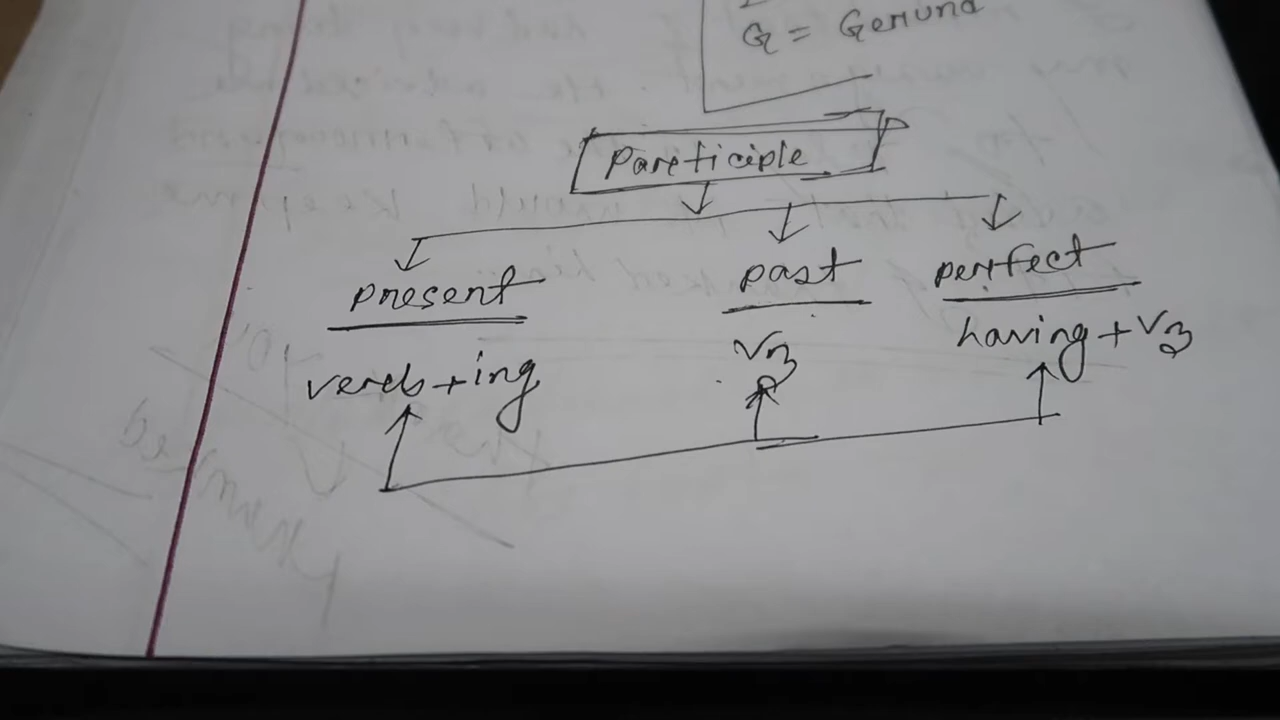 G = Gerund
Participle
present past perfect
verb+ing V3 having+V3